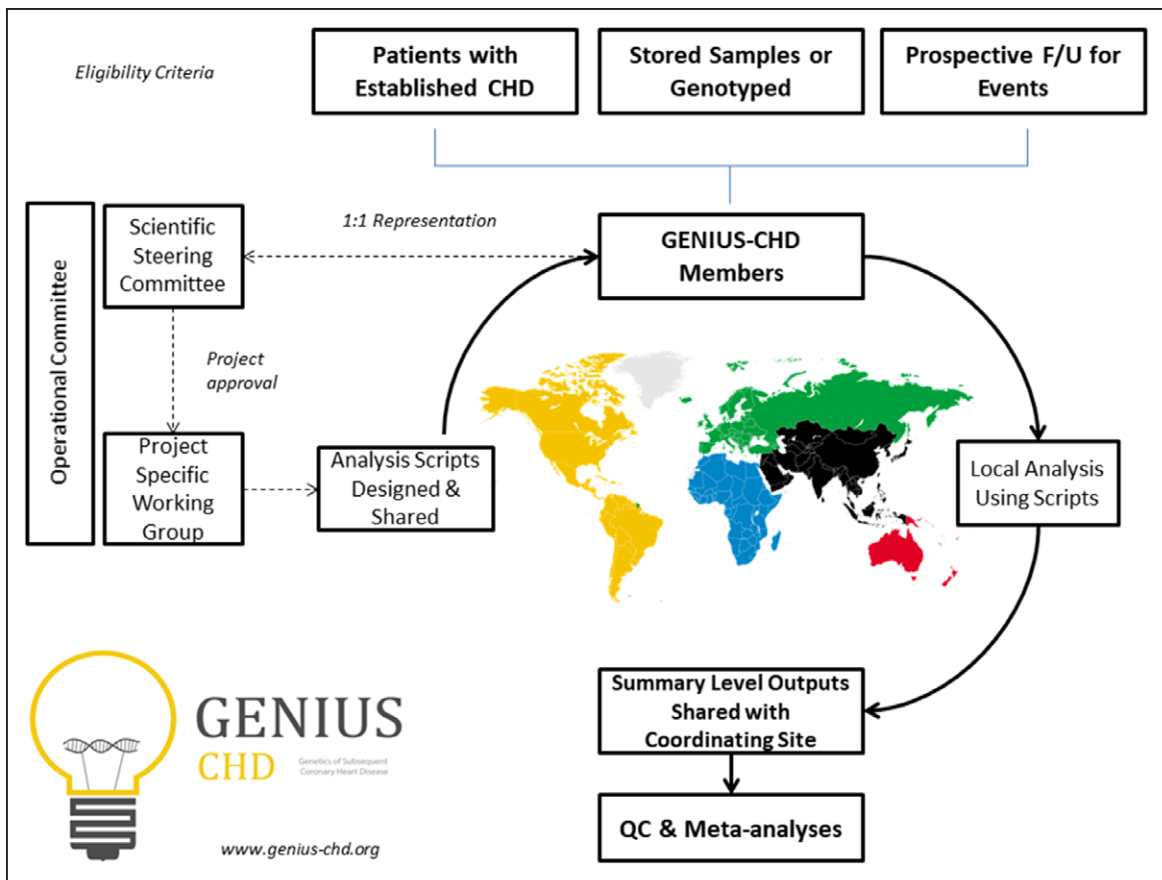 Eligibility Criteria
Patients with
Established CHD
Stored Samples or
Genotyped
Prospective F/U for
Events
Operational Committee
Scientific
Steering
Committee
1:1 Representation
GENIUS-CHD
Members
Project
approval
Project
Specific
Working
Group
Analysis Scripts
Designed &
Shared
Local Analysis
Using Scripts
Summary Level Outputs
Shared with
Coordinating Site
QC & Meta-analyses
GENIUS
CHD
Genetics of Subsequent
Coronary Heart Disease
www.genius-chd.org